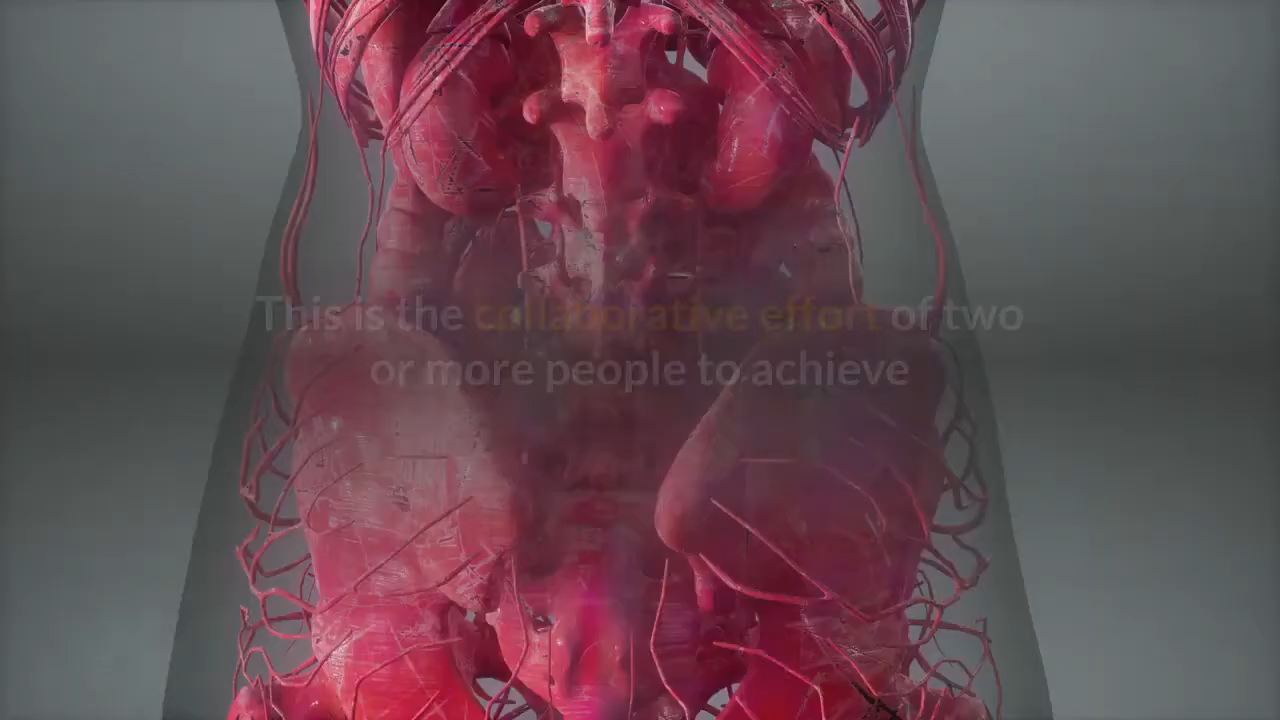 This is the collaborative effort of two
or more people to achieve